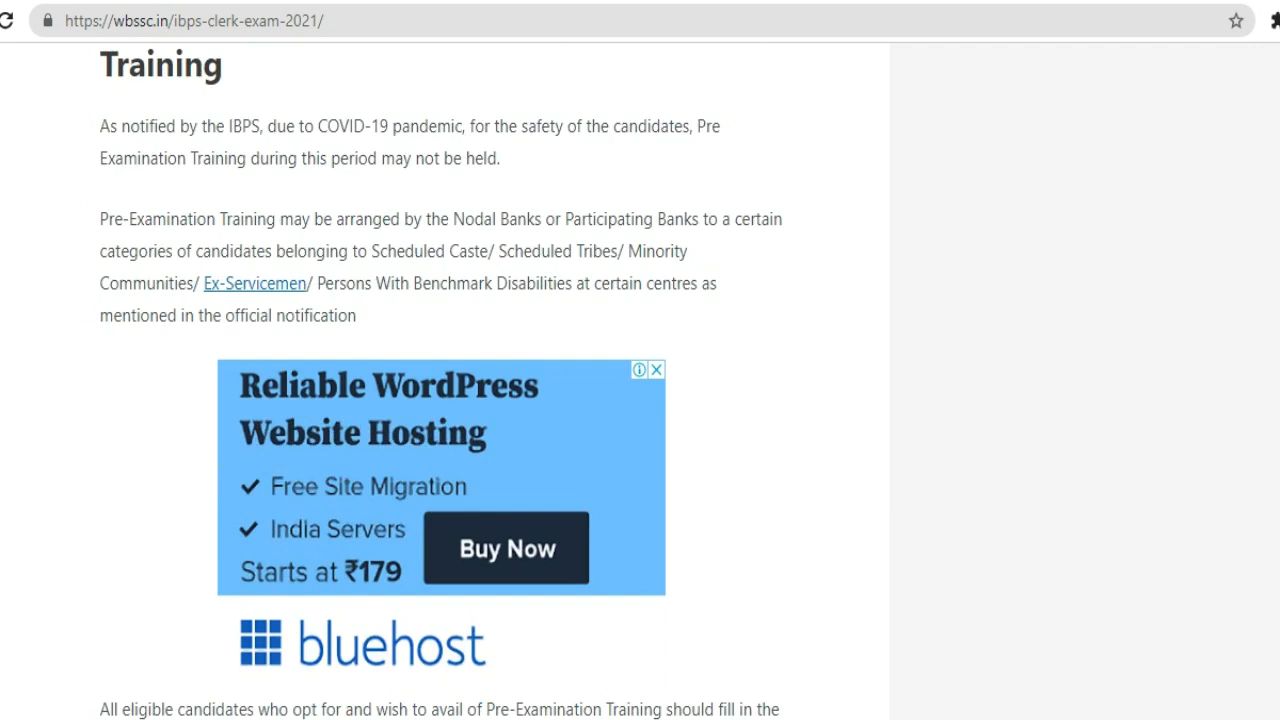 https://wbssc.in/ibps-clerk-exam-2021/
Training
As notified by the IBPS, due to COVID-19 pandemic, for the safety of the candidates, Pre
Examination Training during this period may not be held.
Pre-Examination Training may be arranged by the Nodal Banks or Participating Banks to a certain
categories of candidates belonging to Scheduled Caste/ Scheduled Tribes/ Minority
Communities/ Ex-Servicemen/ Persons With Benchmark Disabilities at certain centres as
mentioned in the official notification
Reliable WordPress
Website Hosting
Free Site Migration
India Servers
Starts at ₹179
Buy Now
bluehost
All eligible candidates who opt for and wish to avail of Pre-Examination Training should fill in the